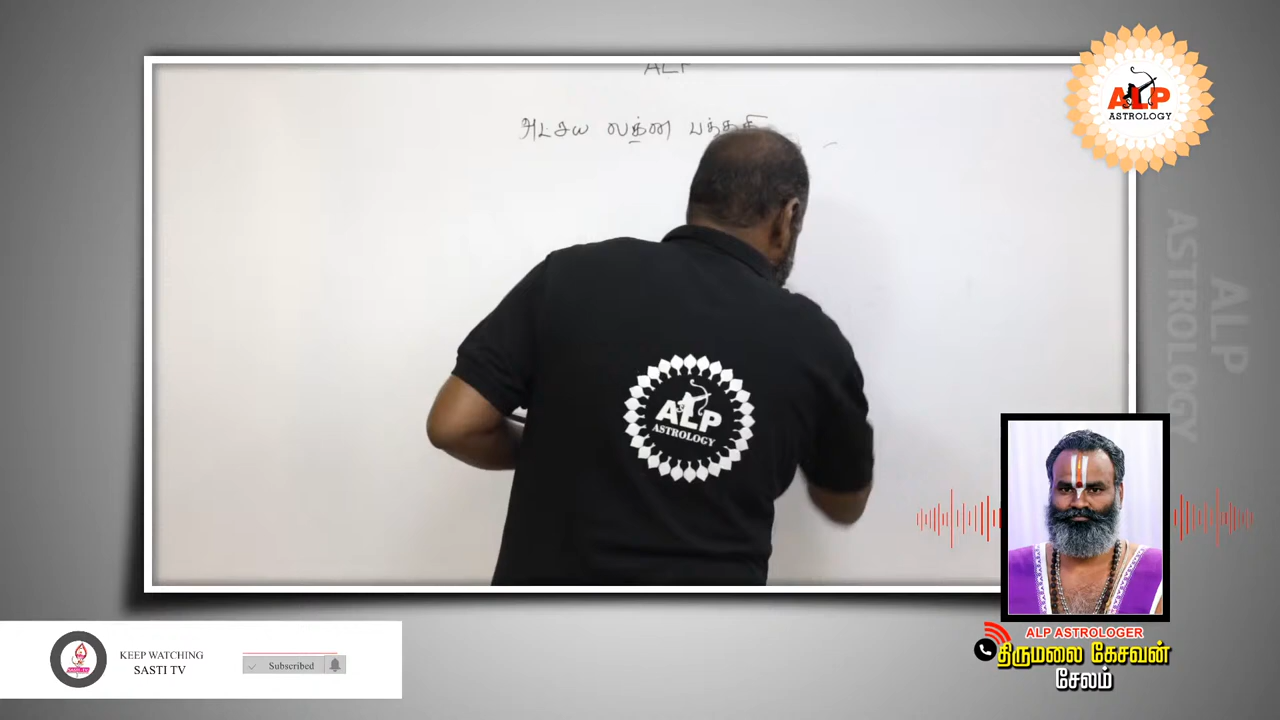 ALP
அட்சய லக்ன பத்ததி
ALP
ASTROLOGY
ALP
ASTROLOGY
ALP
ASTROLOGY
KEEP WATCHING
SASTI TV
Subscribed
ALP ASTROLOGER
திருமலை கேசவன்
சேலம்